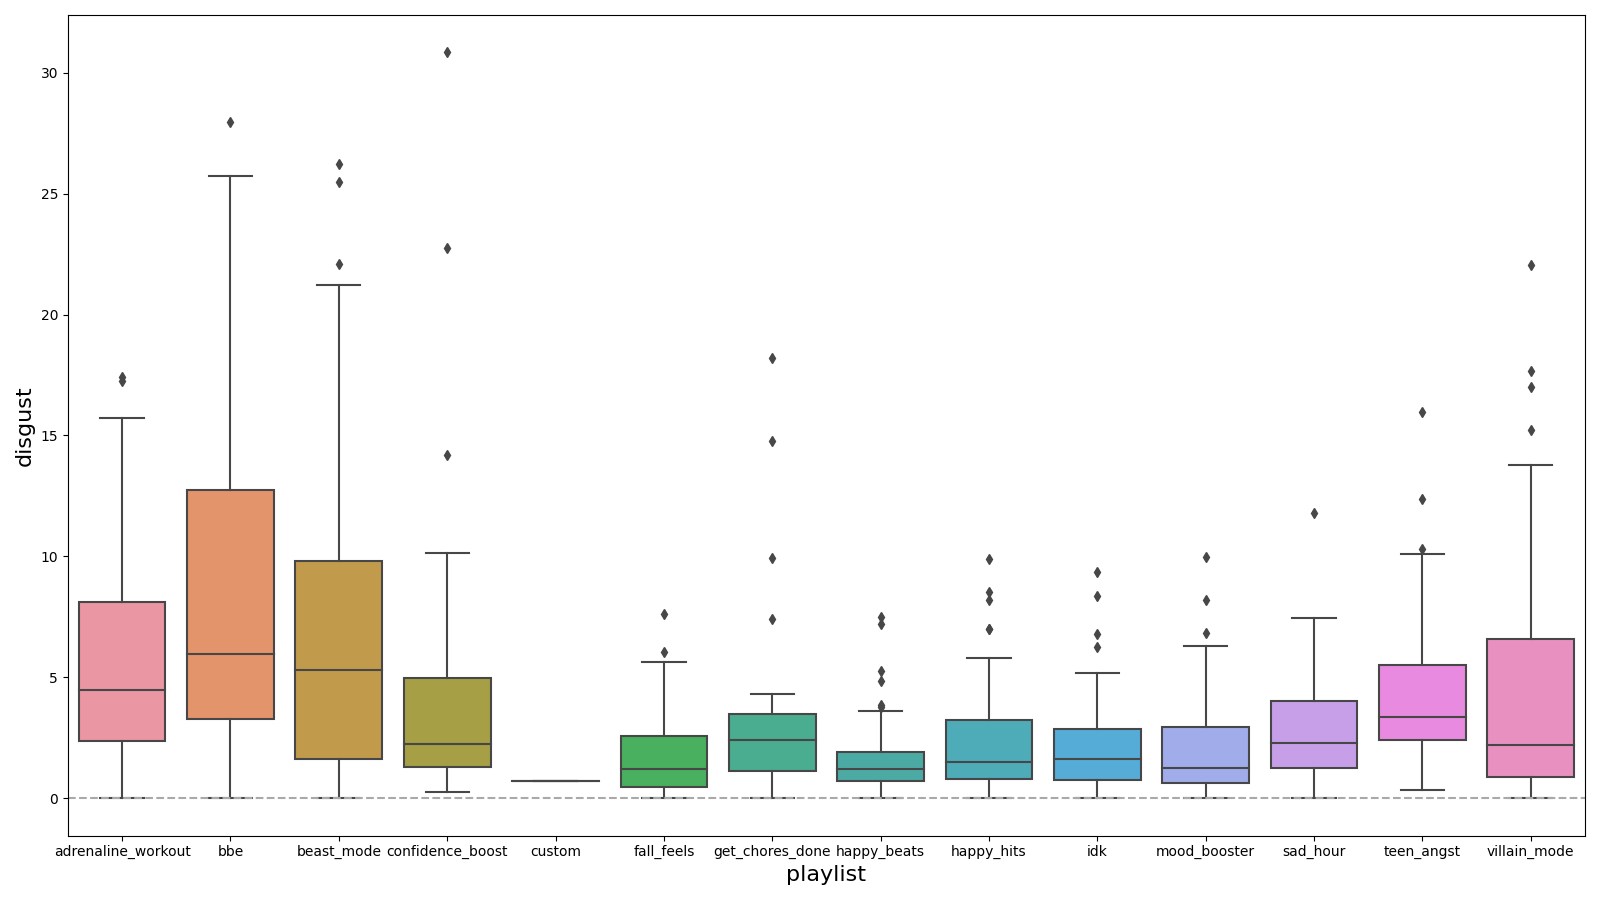 disgust
30
25
20
15
10
5
0
adrenaline_workout bbe beast_mode confidence_boost custom fall_feels get_chores_done happy_beats happy_hits idk mood_booster sad_hour teen_angst villain_mode
playlist